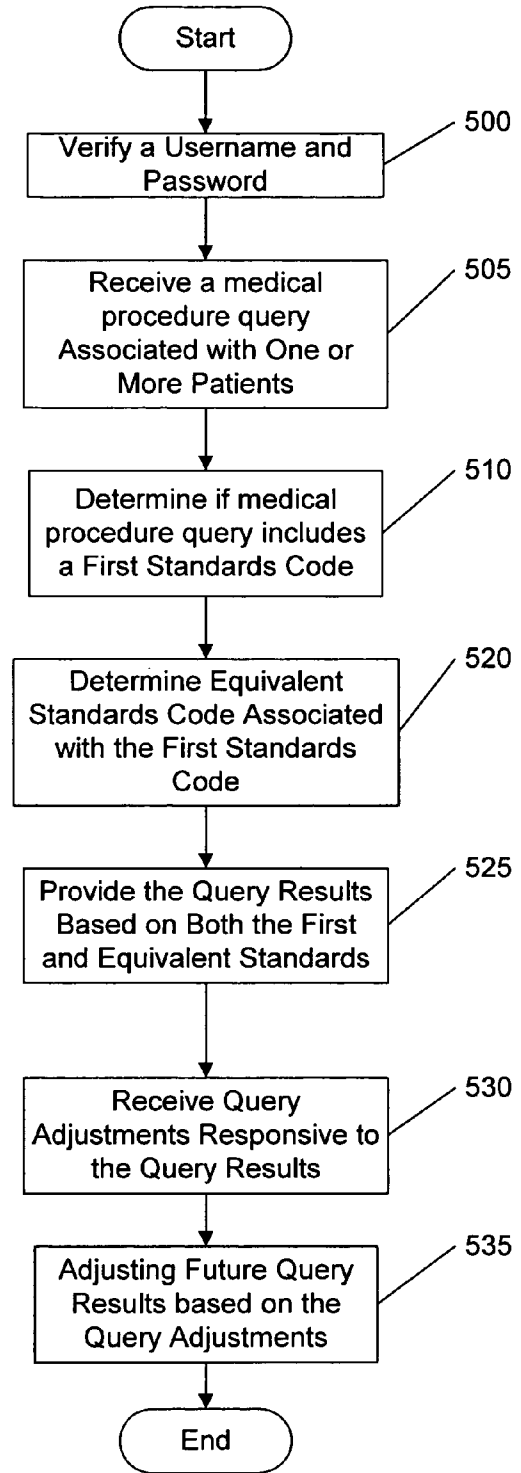 Start
500
Verify a Username and
Password
505
Receive a medical
procedure query
Associated with One or
More Patients
510
Determine if medical
procedure query includes
a First Standards Code
520
Determine Equivalent
Standards Code Associated
with the First Standards
Code
525
Provide the Query Results
Based on Both the First
and Equivalent Standards
530
Receive Query
Adjustments Responsive to
the Query Results
535
Adjusting Future Query
Results based on the
Query Adjustments
End